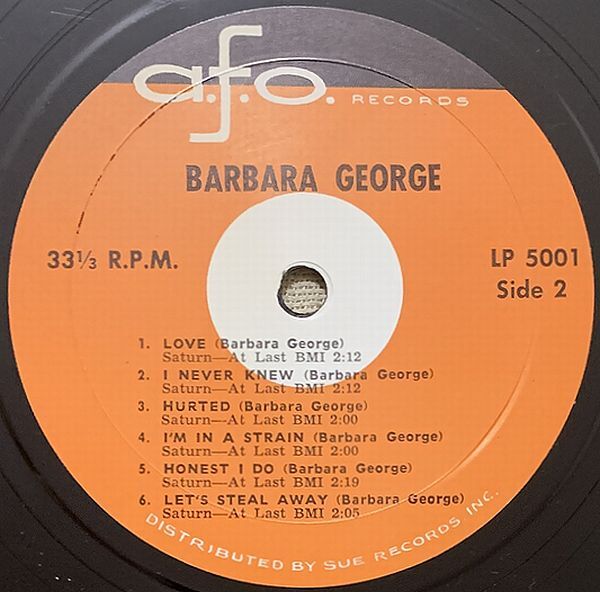 a.f.o. RECORDS
BARBARA GEORGE
33⅓ R.P.M.
LP 5001
Side 2
1. LOVE (Barbara George)
Saturn—At Last BMI 2:12
2. I NEVER KNEW (Barbara George)
Saturn—At Last BMI 2:12
3. HURTED (Barbara George)
Saturn—At Last BMI 2:00
4. I'M IN A STRAIN (Barbara George)
Saturn—At Last BMI 2:00
5. HONEST I DO (Barbara George)
Saturn—At Last BMI 2:19
6. LET'S STEAL AWAY (Barbara George)
Saturn—At Last BMI 2:05
DISTRIBUTED BY SUE RECORDS INC.